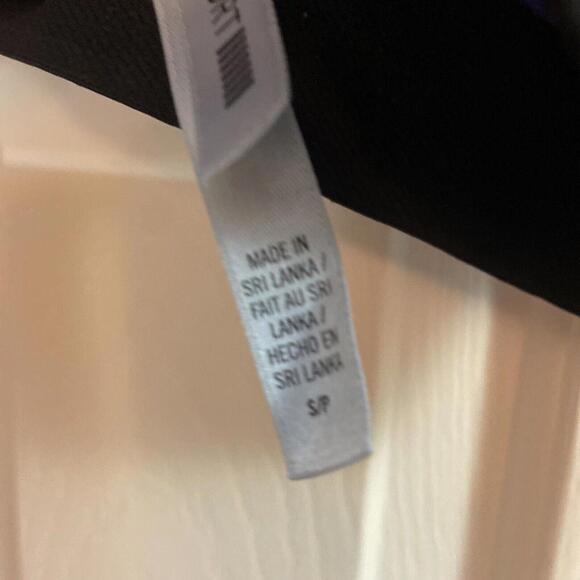 MADE IN
SRI LANKA /
FAIT AU SRI
LANKA /
HECHO EN
SRI LANKA
S/P